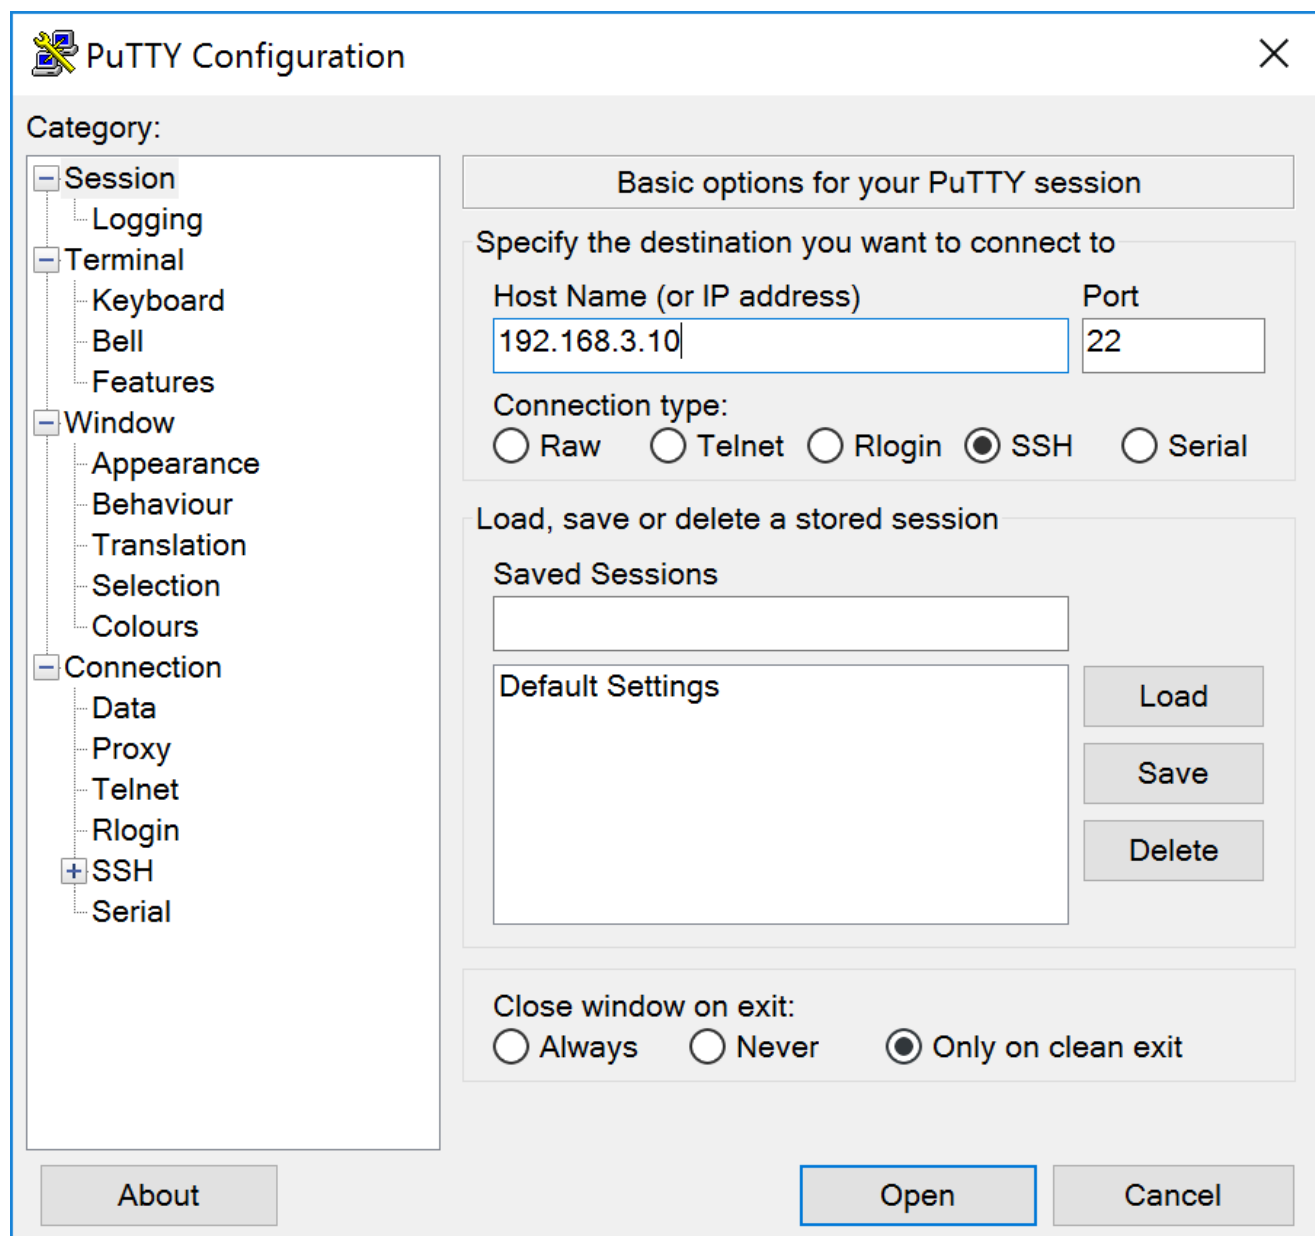 PuTTY Configuration
Category:
Session
Logging
Terminal
Keyboard
Bell
Features
Window
Appearance
Behaviour
Translation
Selection
Colours
Connection
Data
Proxy
Telnet
Rlogin
SSH
Serial
Basic options for your PuTTY session
Specify the destination you want to connect to
Host Name (or IP address) Port
192.168.3.10 22
Connection type:
Raw Telnet Rlogin SSH Serial
Load, save or delete a stored session
Saved Sessions
Default Settings
Load
Save
Delete
Close window on exit:
Always Never Only on clean exit
About Open Cancel